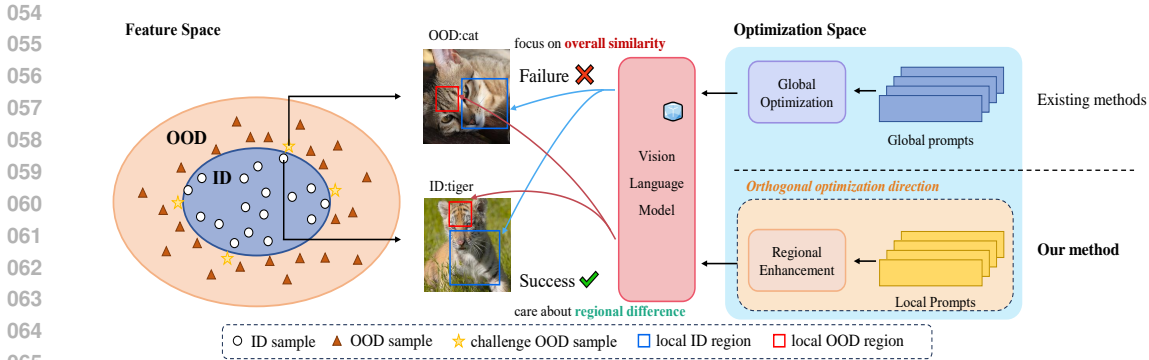 054
055
056
057
058
059
060
061
062
063
064
Feature Space
OOD
ID
OOD:cat
focus on overall similarity
Failure
ID:tiger
Success
care about regional difference
Vision
Language
Model
Optimization Space
Global
Optimization
Global prompts
Existing methods
Orthogonal optimization direction
Regional
Enhancement
Local Prompts
Our method
ID sample
OOD sample
challenge OOD sample
local ID region
local OOD region